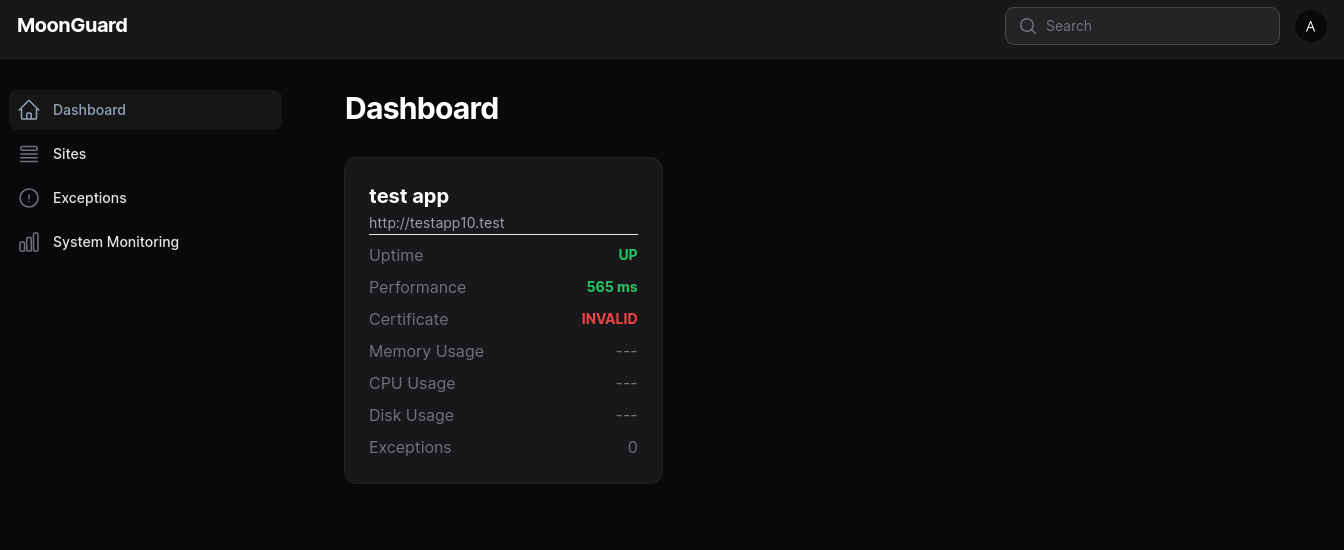 MoonGuard
Search
A
Dashboard
Sites
Exceptions
System Monitoring
Dashboard
test app
http://testapp10.test
Uptime UP
Performance 565 ms
Certificate INVALID
Memory Usage ---
CPU Usage ---
Disk Usage ---
Exceptions 0